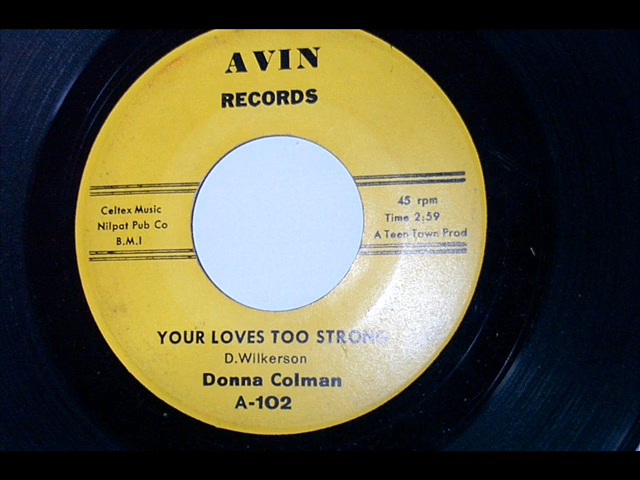 AVIN
RECORDS
Celtex Music
Nilpat Pub Co
B.M.I
45 rpm
Time 2:59
A Teen Town Prod
YOUR LOVES TOO STRONG
D.Wilkerson
Donna Colman
A-102